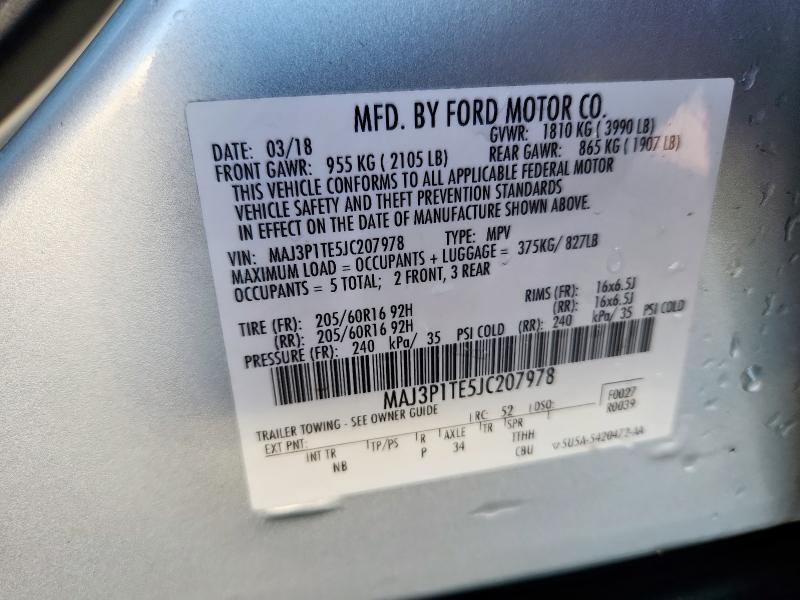 MFD. BY FORD MOTOR CO.
DATE: 03/18 GVWR: 1810 KG ( 3990 LB)
FRONT GAWR: 955 KG ( 2105 LB) REAR GAWR: 865 KG ( 1907 LB)
THIS VEHICLE CONFORMS TO ALL APPLICABLE FEDERAL MOTOR
VEHICLE SAFETY AND THEFT PREVENTION STANDARDS
IN EFFECT ON THE DATE OF MANUFACTURE SHOWN ABOVE.
VIN: MAJ3P1TE5JC207978 TYPE: MPV
MAXIMUM LOAD = OCCUPANTS + LUGGAGE = 375KG/ 827LB
OCCUPANTS = 5 TOTAL; 2 FRONT, 3 REAR
TIRE (FR): 205/60R16 92H RIMS (FR): 16x6.5J
(RR): 205/60R16 92H (RR): 16x6.5J
PRESSURE (FR): 240 kPa/ 35 PSI COLD (RR): 240 kPa/ 35 PSI COLD
MAJ3P1TE5JC207978
TRAILER TOWING - SEE OWNER GUIDE RC: 52 DSO: F0027
R0039
EXT PNT: INT TR TP/PS R AXLE TR SPR
NB P 34 TTHH
CBU 5U5A-5420472-AA